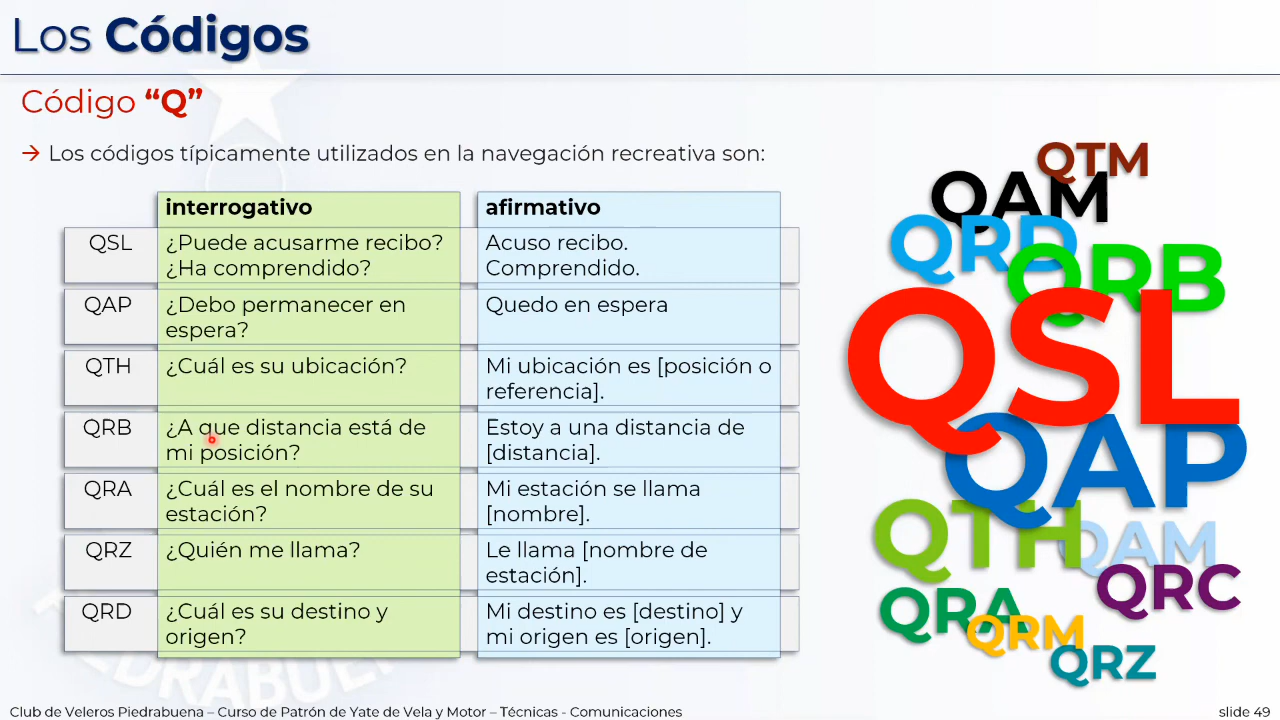 Los Códigos
Código “Q”
→ Los códigos típicamente utilizados en la navegación recreativa son:
interrogativo
afirmativo
QSL
¿Puede acusarme recibo?
¿Ha comprendido?
Acuso recibo.
Comprendido.
QAP
¿Debo permanecer en
espera?
Quedo en espera
QTH
¿Cuál es su ubicación?
Mi ubicación es [posición o
referencia].
QRB
¿A que distancia está de
mi posición?
Estoy a una distancia de
[distancia].
QRA
¿Cuál es el nombre de su
estación?
Mi estación se llama
[nombre].
QRZ
¿Quién me llama?
Le llama [nombre de
estación].
QRD
¿Cuál es su destino y
origen?
Mi destino es [destino] y
mi origen es [origen].
QTM
QAM
QRD
QRB
QSL
QAP
QTH
QAM
QRC
QRA
QRM
QRZ
Club de Veleros Piedrabuena – Curso de Patrón de Yate de Vela y Motor – Técnicas - Comunicaciones
slide 49